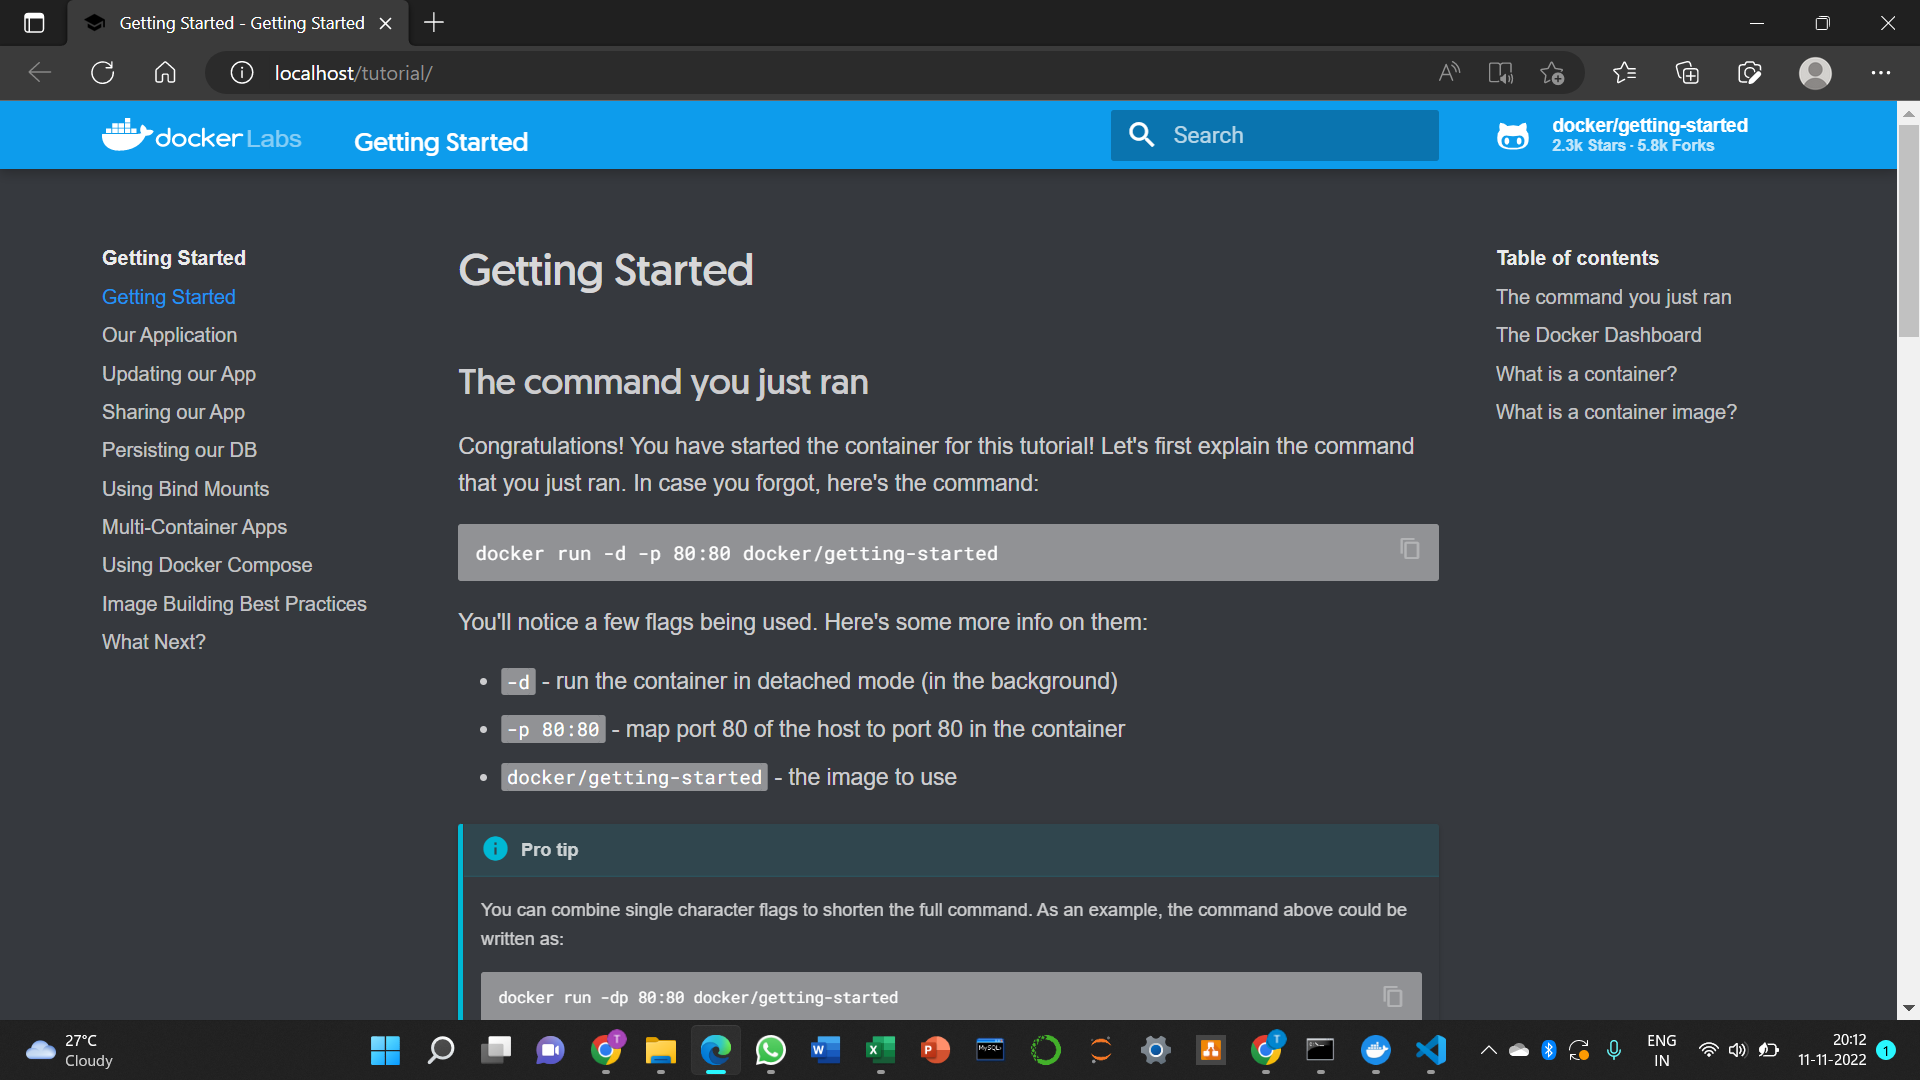 Getting Started - Getting Started
localhost/tutorial/
docker Labs
Getting Started
Search
docker/getting-started
2.3k Stars · 5.8k Forks
Getting Started
Getting Started
Our Application
Updating our App
Sharing our App
Persisting our DB
Using Bind Mounts
Multi-Container Apps
Using Docker Compose
Image Building Best Practices
What Next?
Getting Started
The command you just ran
Congratulations! You have started the container for this tutorial! Let's first explain the command
that you just ran. In case you forgot, here's the command:
docker run -d -p 80:80 docker/getting-started
You'll notice a few flags being used. Here's some more info on them:
• -d - run the container in detached mode (in the background)
• -p 80:80 - map port 80 of the host to port 80 in the container
• docker/getting-started - the image to use
Pro tip
You can combine single character flags to shorten the full command. As an example, the command above could be
written as:
docker run -dp 80:80 docker/getting-started
Table of contents
The command you just ran
The Docker Dashboard
What is a container?
What is a container image?
27°C
Cloudy
T
W
X
P
MySQL
T
ENG
IN
20:12
11-11-2022
1